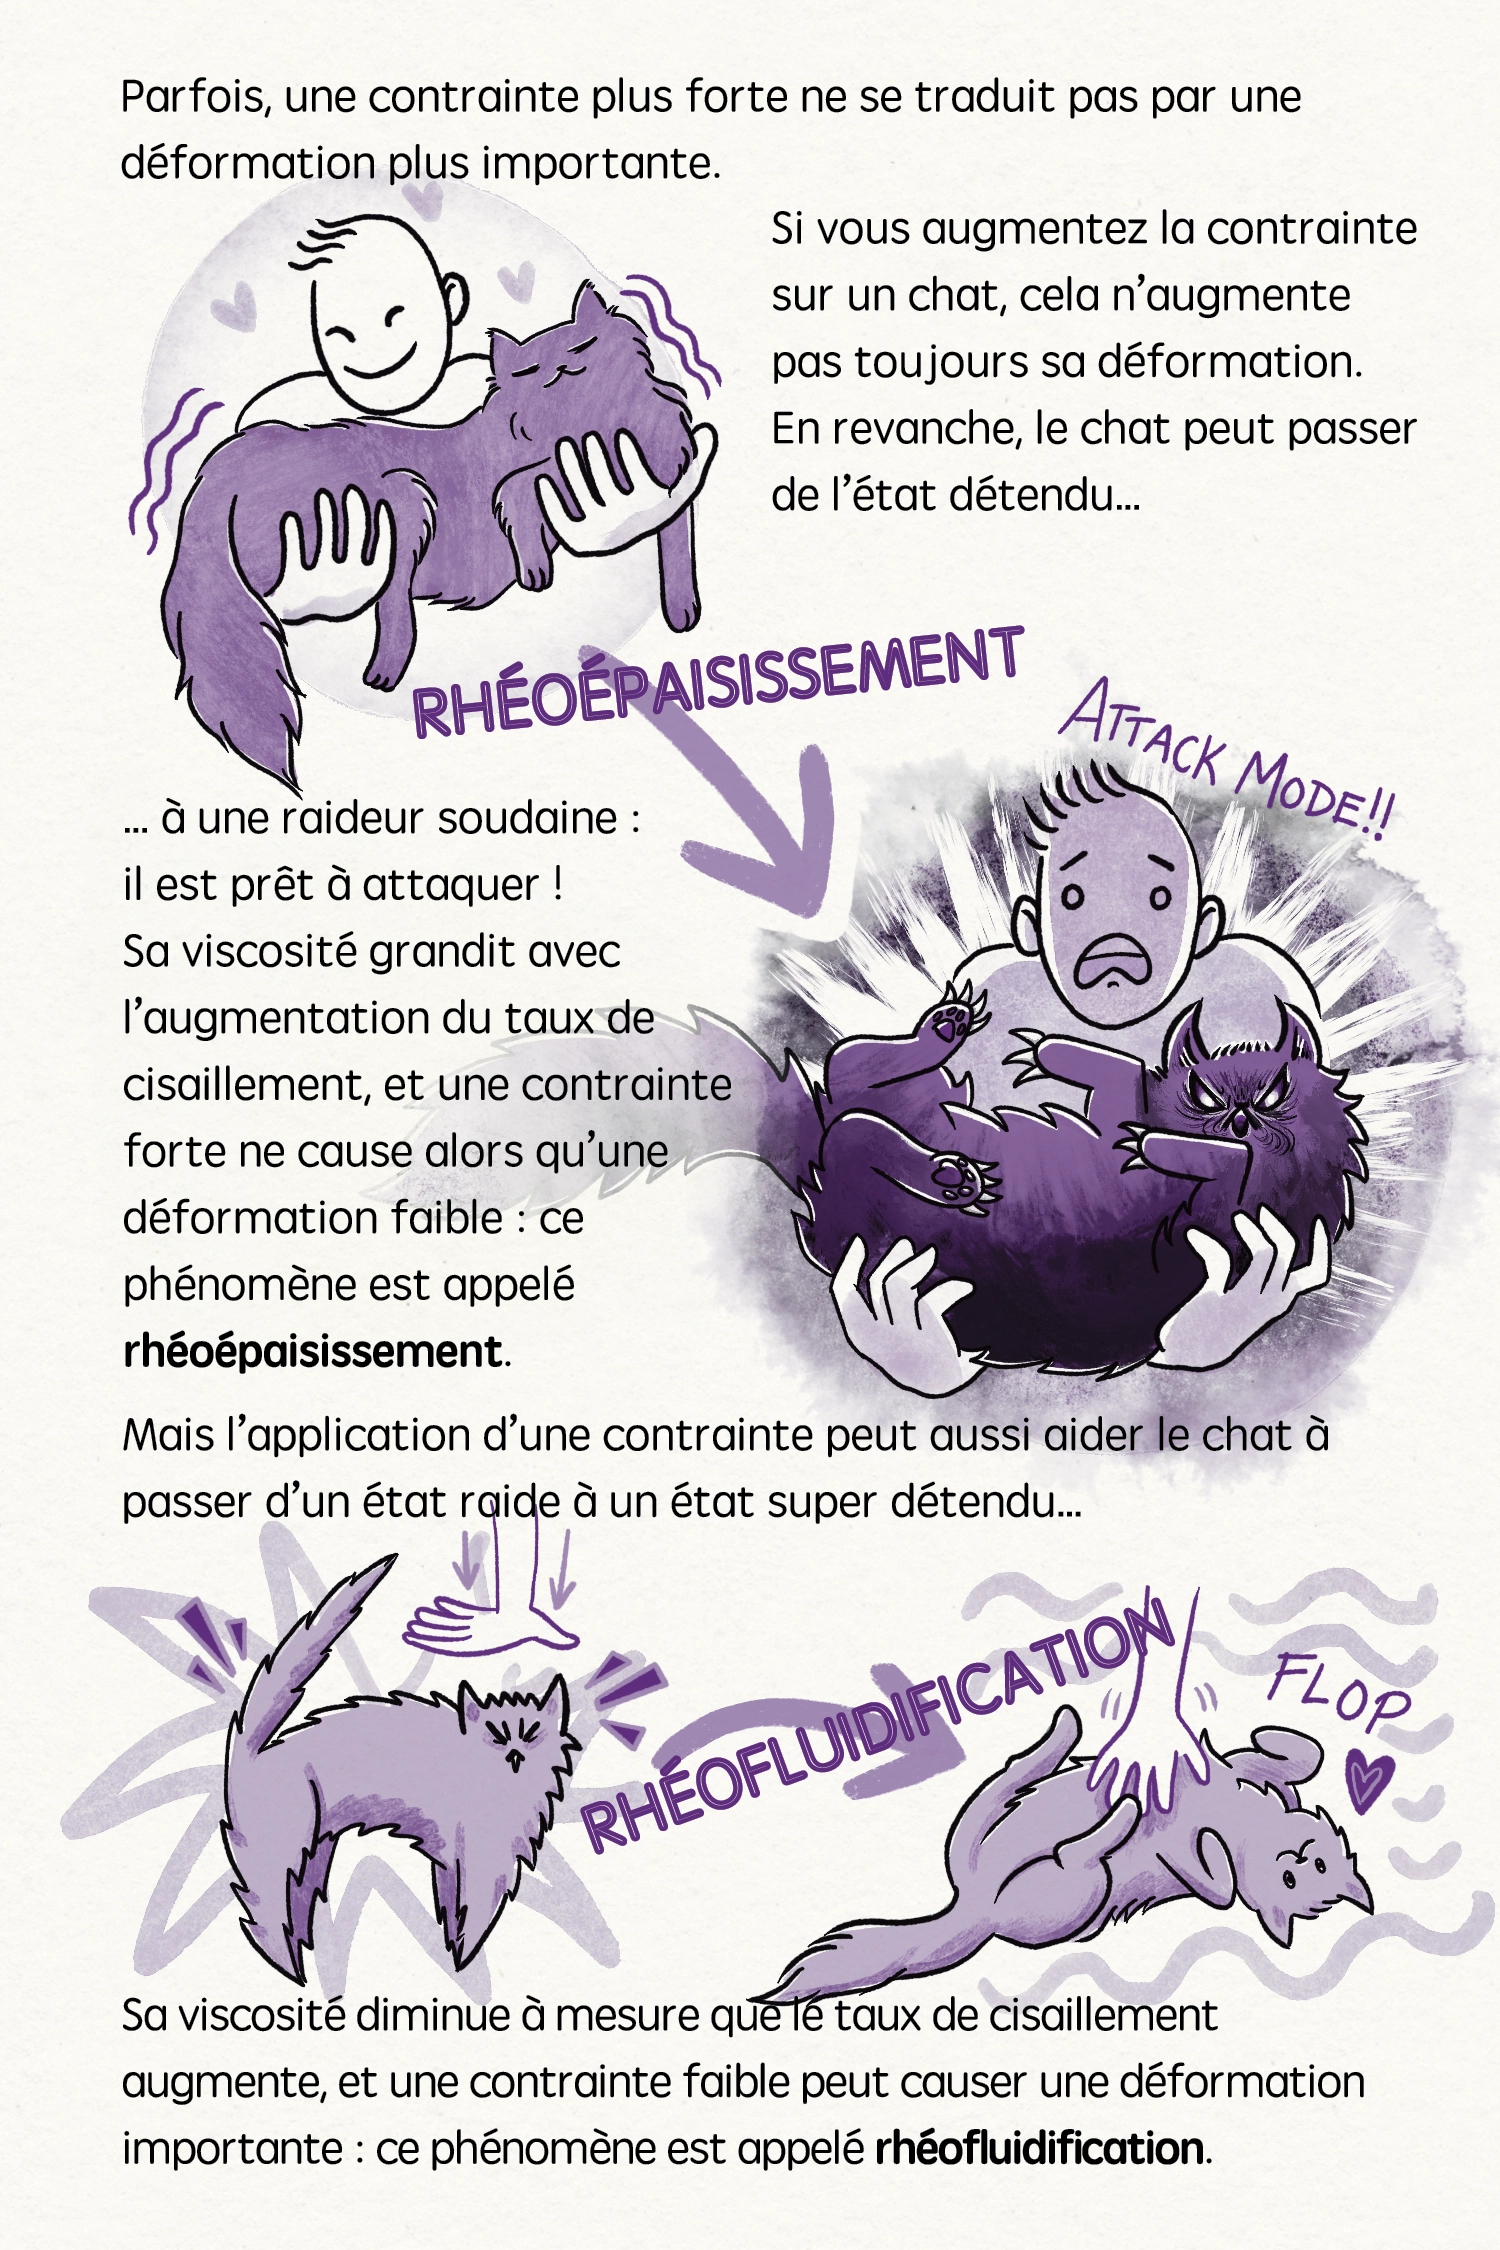 Parfois, une contrainte plus forte ne se traduit pas par une
déformation plus importante.
Si vous augmentez la contrainte
sur un chat, cela n’augmente
pas toujours sa déformation.
En revanche, le chat peut passer
de l’état détendu...
RHÉOÉPAISISSEMENT
ATTACK MODE!!
... à une raideur soudaine :
il est prêt à attaquer !
Sa viscosité grandit avec
l’augmentation du taux de
cisaillement, et une contrainte
forte ne cause alors qu’une
déformation faible : ce
phénomène est appelé
rhéoépaisissement.
Mais l’application d’une contrainte peut aussi aider le chat à
passer d’un état raide à un état super détendu...
RHÉOFLUIDIFICATION
FLOP
Sa viscosité diminue à mesure que le taux de cisaillement
augmente, et une contrainte faible peut causer une déformation
importante : ce phénomène est appelé rhéofluidification.